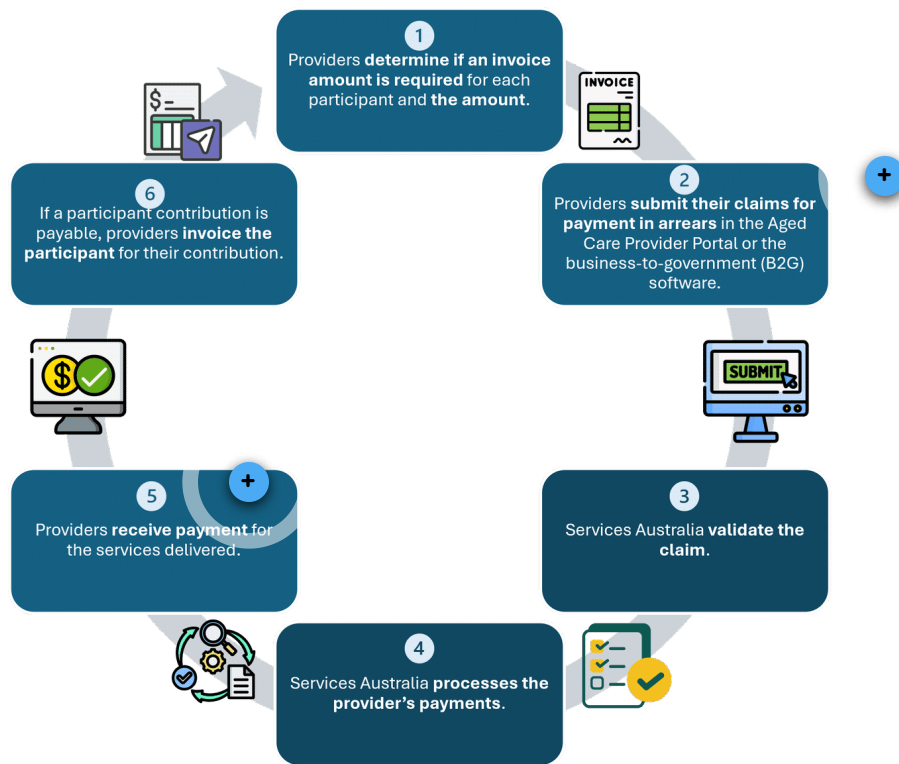 1
Providers determine if an invoice
amount is required for each
participant and the amount.
INVOICE
2
Providers submit their claims for
payment in arrears in the Aged
Care Provider Portal or the
business-to-government (B2G)
software.
+
SUBMIT
3
Services Australia validate the
claim.
4
Services Australia processes the
provider’s payments.
5
+
Providers receive payment for
the services delivered.
$
6
If a participant contribution is
payable, providers invoice the
participant for their contribution.
$